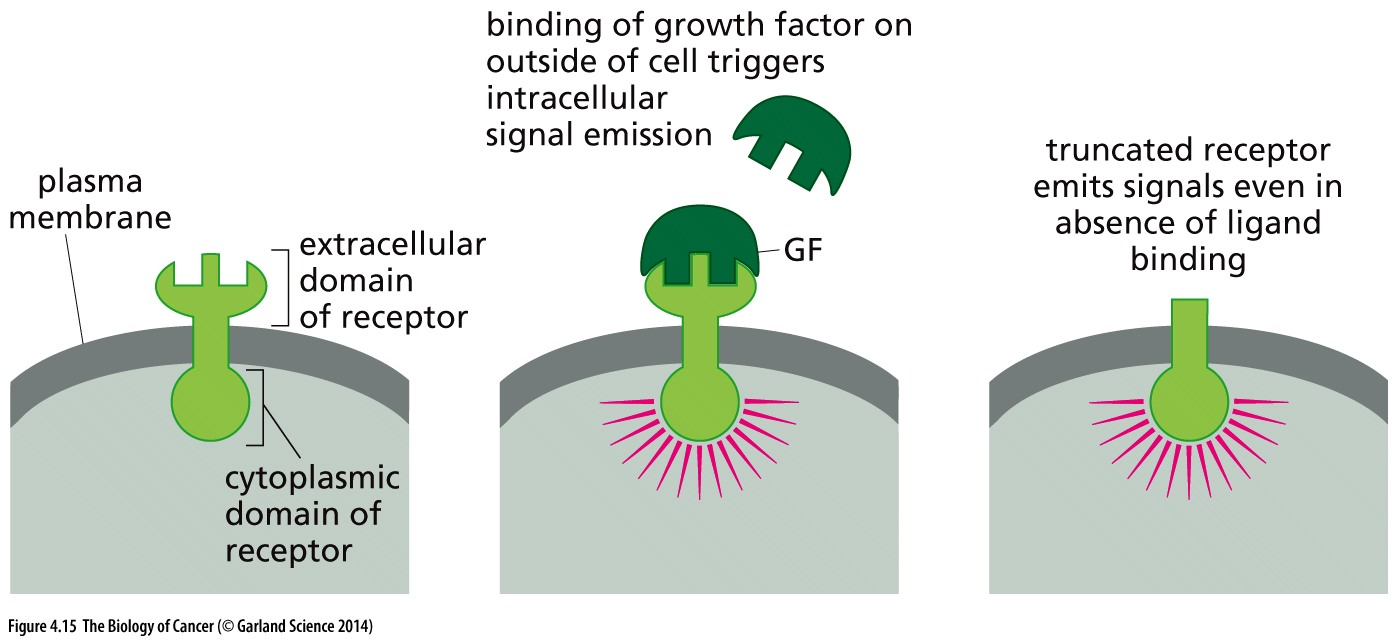 plasma
membrane
extracellular
domain
of receptor
cytoplasmic
domain of
receptor
binding of growth factor on
outside of cell triggers
intracellular
signal emission
GF
truncated receptor
emits signals even in
absence of ligand
binding
Figure 4.15 The Biology of Cancer (© Garland Science 2014)